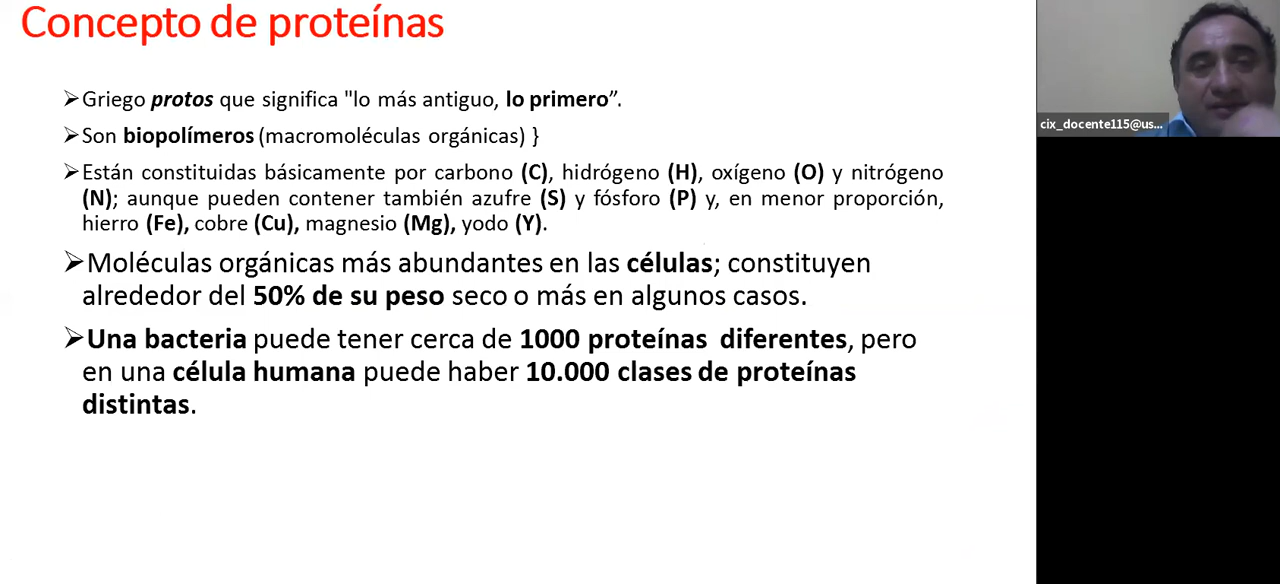 Concepto de proteínas
➢Griego protos que significa "lo más antiguo, lo primero”.
➢Son biopolímeros (macromoléculas orgánicas) }
➢Están constituidas básicamente por carbono (C), hidrógeno (H), oxígeno (O) y nitrógeno
(N); aunque pueden contener también azufre (S) y fósforo (P) y, en menor proporción,
hierro (Fe), cobre (Cu), magnesio (Mg), yodo (Y).
➢Moléculas orgánicas más abundantes en las células; constituyen
alrededor del 50% de su peso seco o más en algunos casos.
➢Una bacteria puede tener cerca de 1000 proteínas diferentes, pero
en una célula humana puede haber 10.000 clases de proteínas
distintas.
cix_docente115@us...